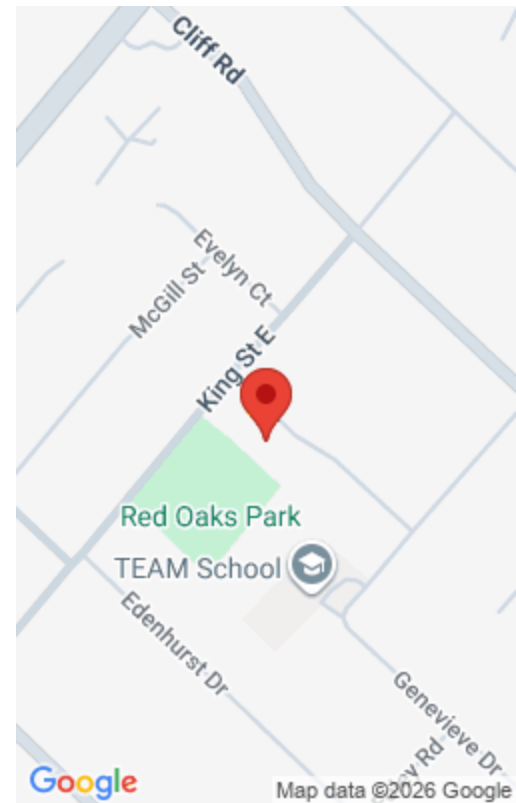 Cliff Rd
Evelyn Ct
McGill St
King St E
Red Oaks Park
TEAM School
Edenhurst Dr
Genevieve Dr
Rd
Google
Map data ©2026 Google